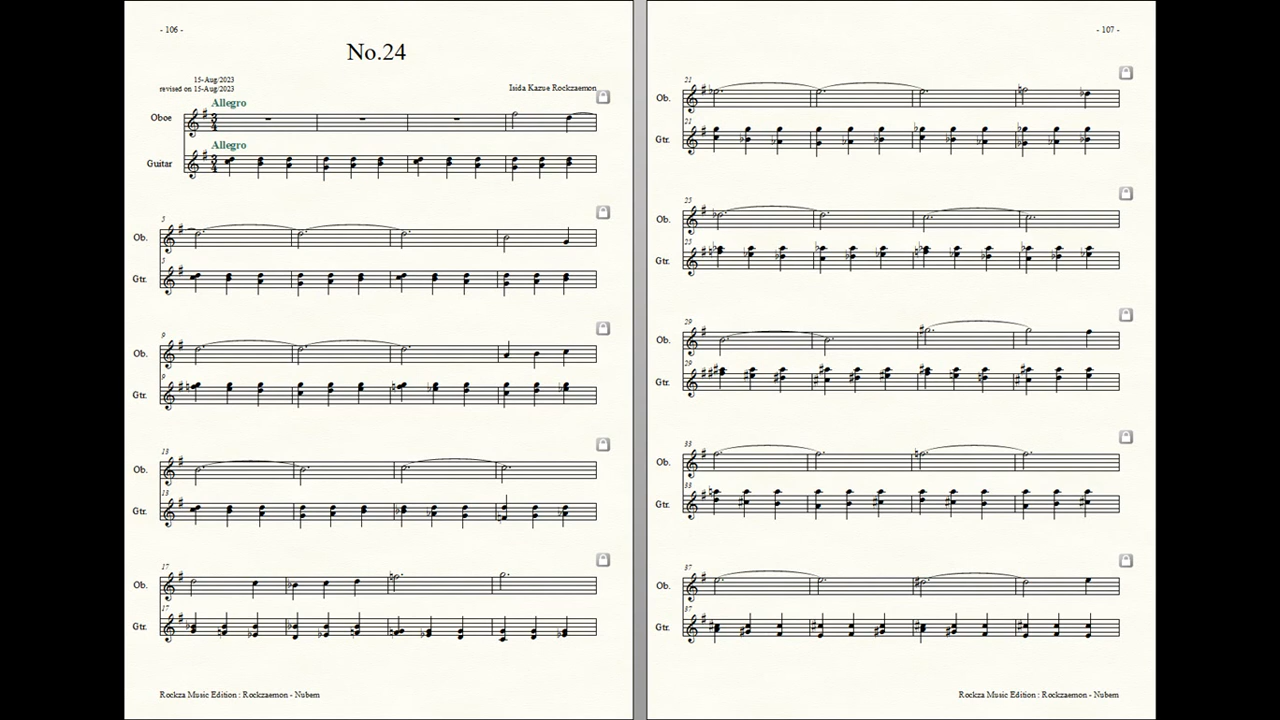 - 106 -
No.24
15-Aug/2023
revised on 15-Aug/2023
Isida Kazue Rockzaemon
Allegro
Oboe
Allegro
Guitar
5
Ob.
5
Gtr.
9
Ob.
9
Gtr.
13
Ob.
13
Gtr.
17
Ob.
17
Gtr.
Rockza Music Edition : Rockzaemon - Nubem
- 107 -
21
Ob.
21
Gtr.
25
Ob.
25
Gtr.
29
Ob.
29
Gtr.
33
Ob.
33
Gtr.
37
Ob.
37
Gtr.
Rockza Music Edition : Rockzaemon - Nubem